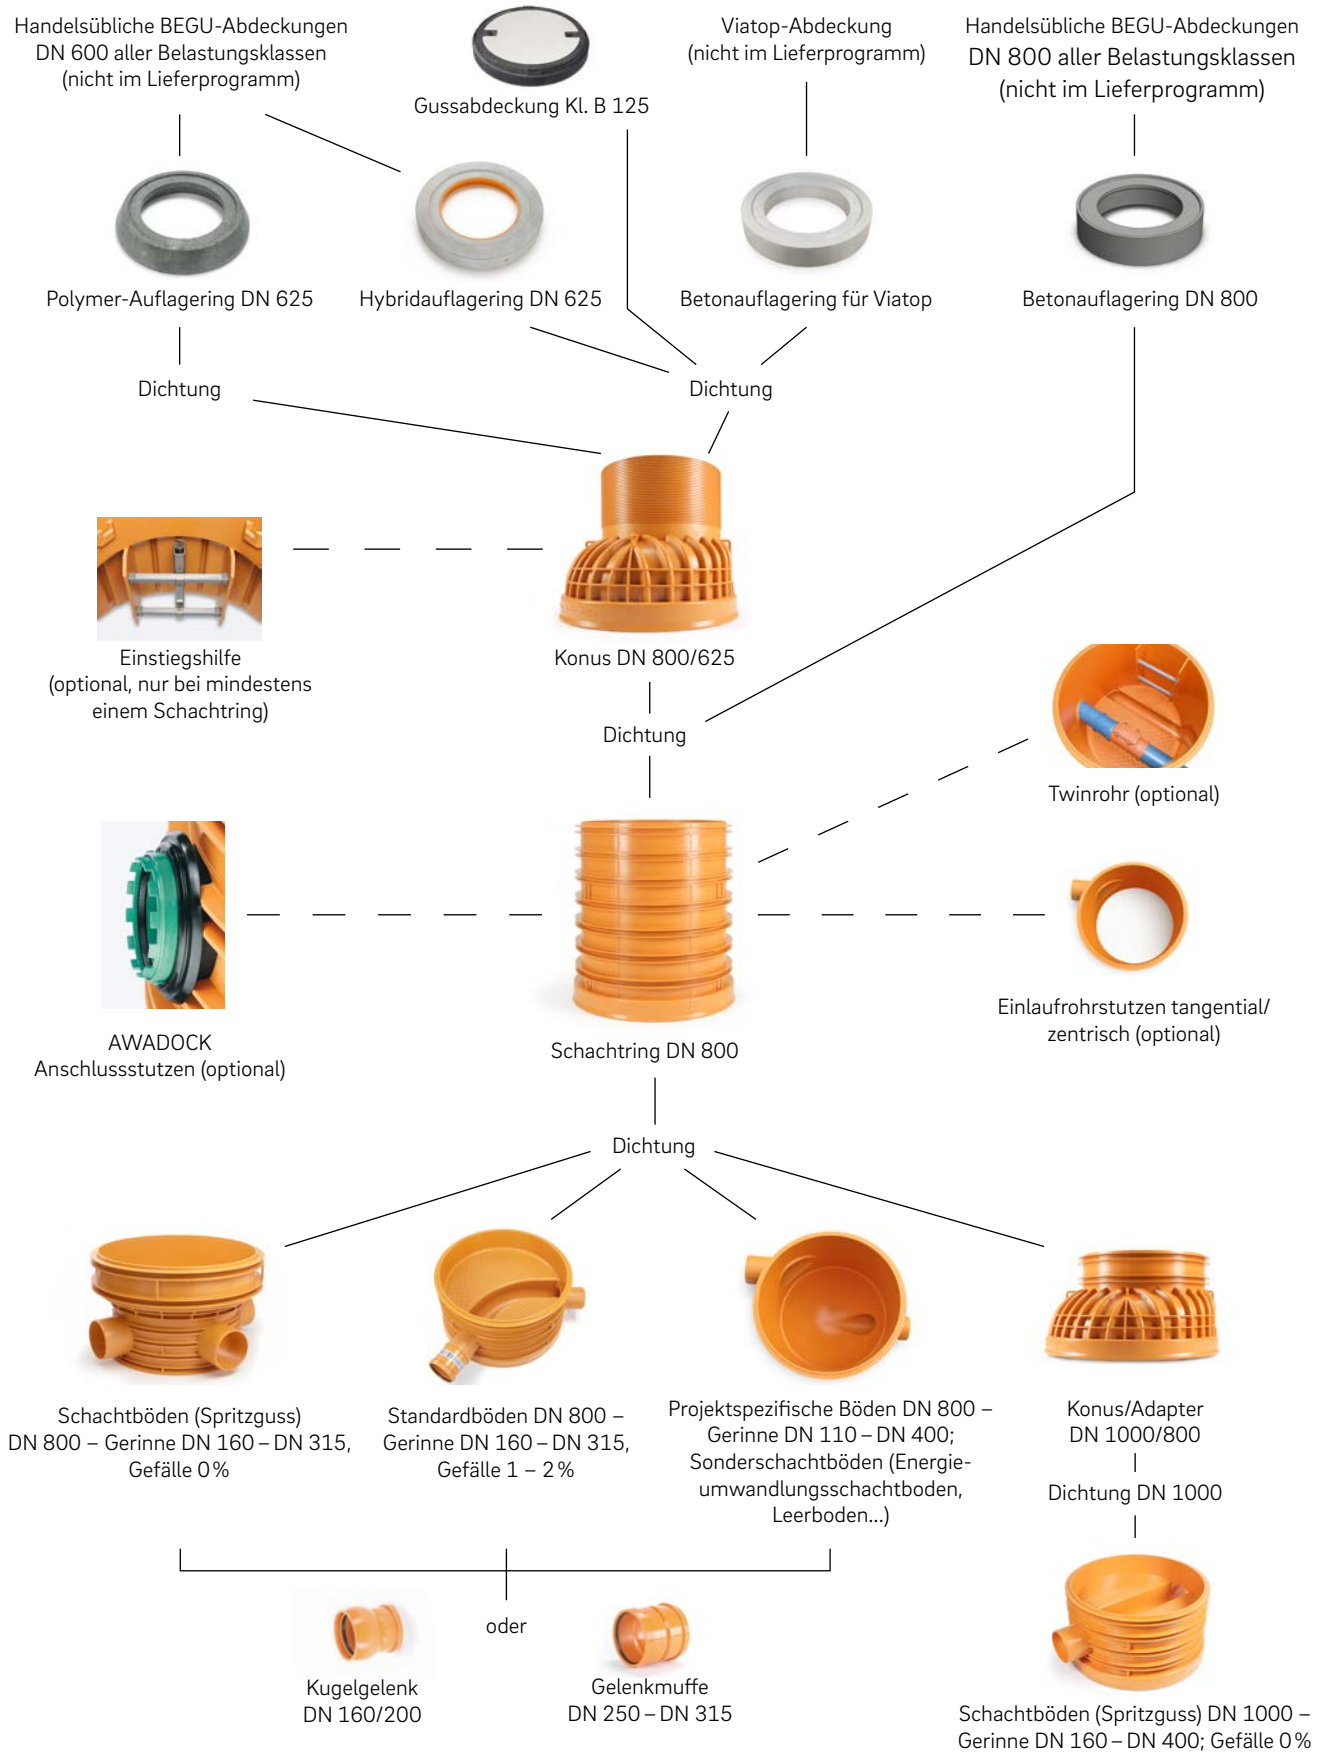 Handelsübliche BEGU-Abdeckungen
DN 600 aller Belastungsklassen
(nicht im Lieferprogramm)
Gussabdeckung Kl. B 125
Viatop-Abdeckung
(nicht im Lieferprogramm)
Handelsübliche BEGU-Abdeckungen
DN 800 aller Belastungsklassen
(nicht im Lieferprogramm)
Polymer-Auflagering DN 625
Hybridauflagering DN 625
Betonauflagering für Viatop
Betonauflagering DN 800
Dichtung
Dichtung
Einstiegshilfe
(optional, nur bei mindestens
einem Schachtring)
Konus DN 800/625
Dichtung
Twinrohr (optional)
AWADOCK
Anschlussstutzen (optional)
Schachtring DN 800
Einlaufrohrstutzen tangential/
zentrisch (optional)
Dichtung
Schachtböden (Spritzguss)
DN 800 – Gerinne DN 160 – DN 315,
Gefälle 0 %
Standardböden DN 800 –
Gerinne DN 160 – DN 315,
Gefälle 1 – 2 %
Projektspezifische Böden DN 800 –
Gerinne DN 110 – DN 400;
Sonderschachtböden (Energie-
umwandlungsschachtboden,
Leerboden...)
Konus/Adapter
DN 1000/800
Dichtung DN 1000
oder
Kugelgelenk
DN 160/200
Gelenkmuffe
DN 250 – DN 315
Schachtböden (Spritzguss) DN 1000 –
Gerinne DN 160 – DN 400; Gefälle 0 %